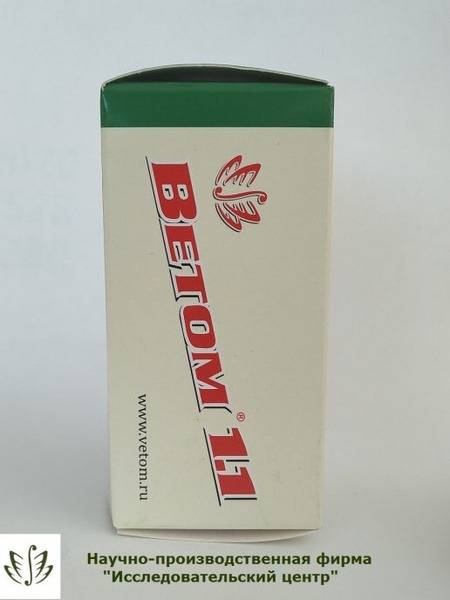 ВЕТОМ® 1.1
www.vetom.ru
Научно-производственная фирма
"Исследовательский центр"